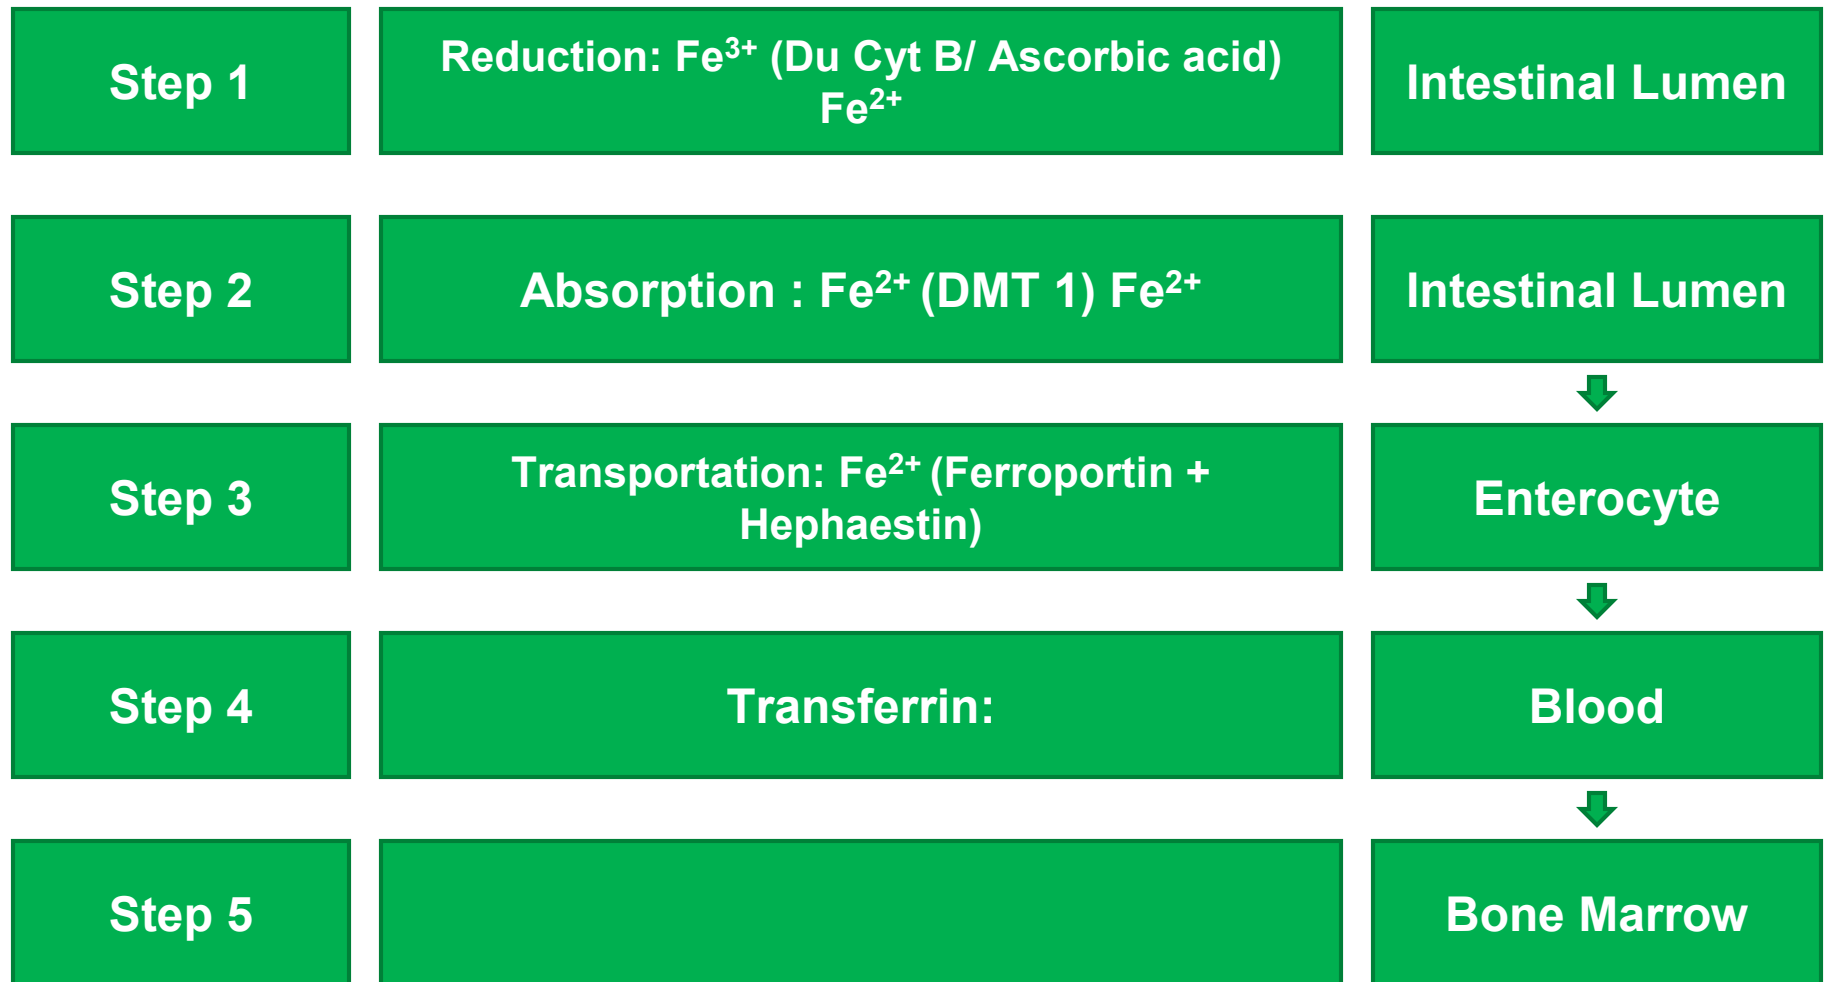 Step 1
Reduction: Fe³⁺ (Du Cyt B/ Ascorbic acid)
Fe²⁺
Intestinal Lumen
Step 2
Absorption : Fe²⁺ (DMT 1) Fe²⁺
Intestinal Lumen
Step 3
Transportation: Fe²⁺ (Ferroportin +
Hephaestin)
Enterocyte
Step 4
Transferrin:
Blood
Step 5
Bone Marrow